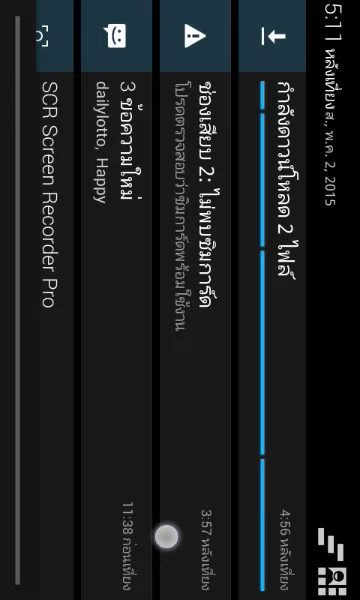 5:11 หลังเที่ยง ส., พ.ค. 2, 2015
กำลังดาวน์โหลด 2 ไฟล์
4:56 หลังเที่ยง
ช่องเสียบ 2: ไม่พบซิมการ์ด
โปรดตรวจสอบว่าซิมการ์ดพร้อมใช้งาน
3:57 หลังเที่ยง
3 ข้อความใหม่
dailylotto, Happy
11:38 ก่อนเที่ยง
SCR Screen Recorder Pro